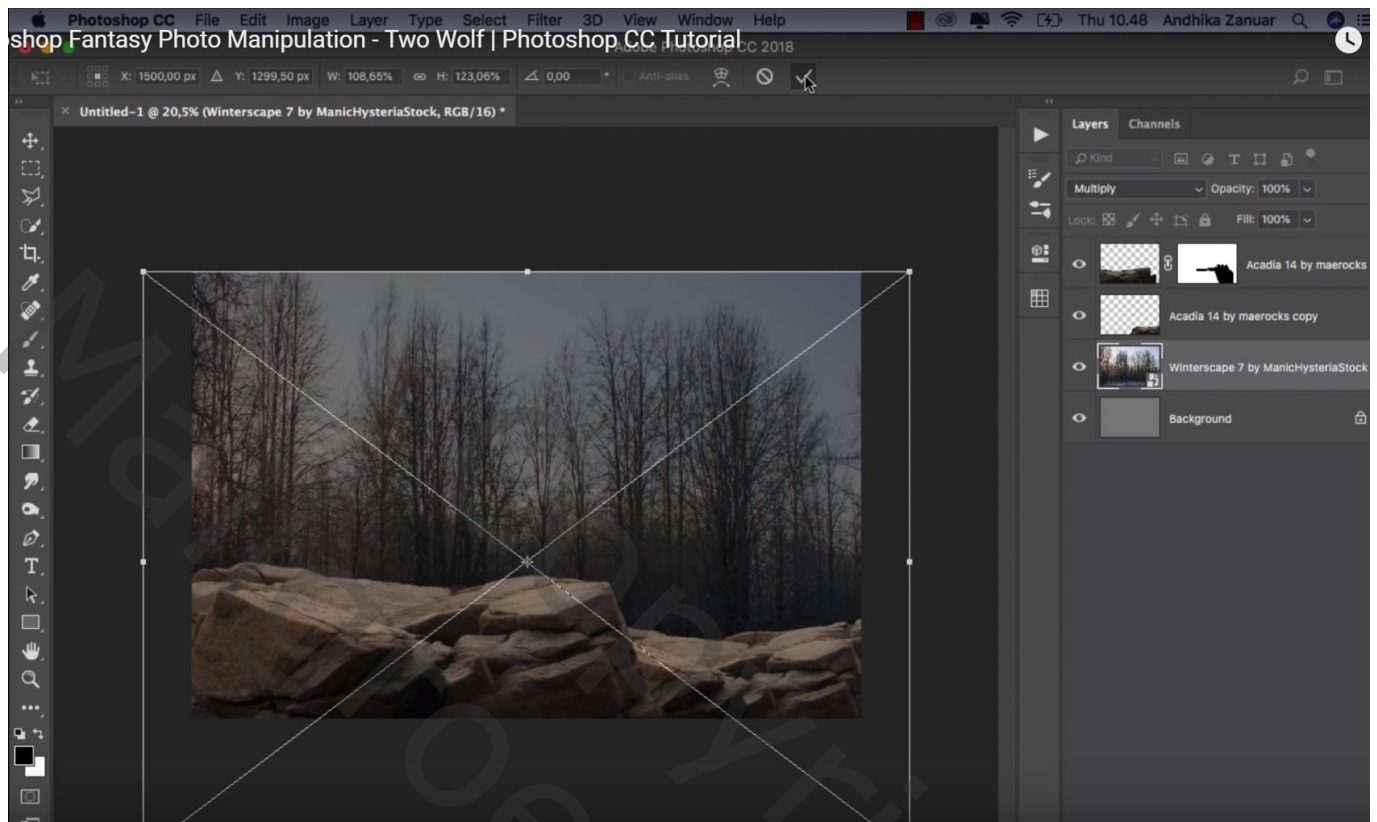 Photoshop CC File Edit Image Layer Type Select Filter 3D View Window Help Thu 10.48 Andhika Zanuar
shop Fantasy Photo Manipulation - Two Wolf | Photoshop CC Tutorial
Adobe Photoshop CC 2018
X: 1500,00 px Y: 1299,50 px W: 108,65% H: 123,06% 0,00 ° Anti-alias
Untitled-1 @ 20,5% (Winterscape 7 by ManicHysteriaStock, RGB/16) *
Layers Channels
Kind
Multiply Opacity: 100%
Lock: Fill: 100%
Acadia 14 by maerocks
Acadia 14 by maerocks copy
Winterscape 7 by ManicHysteriaStock
Background